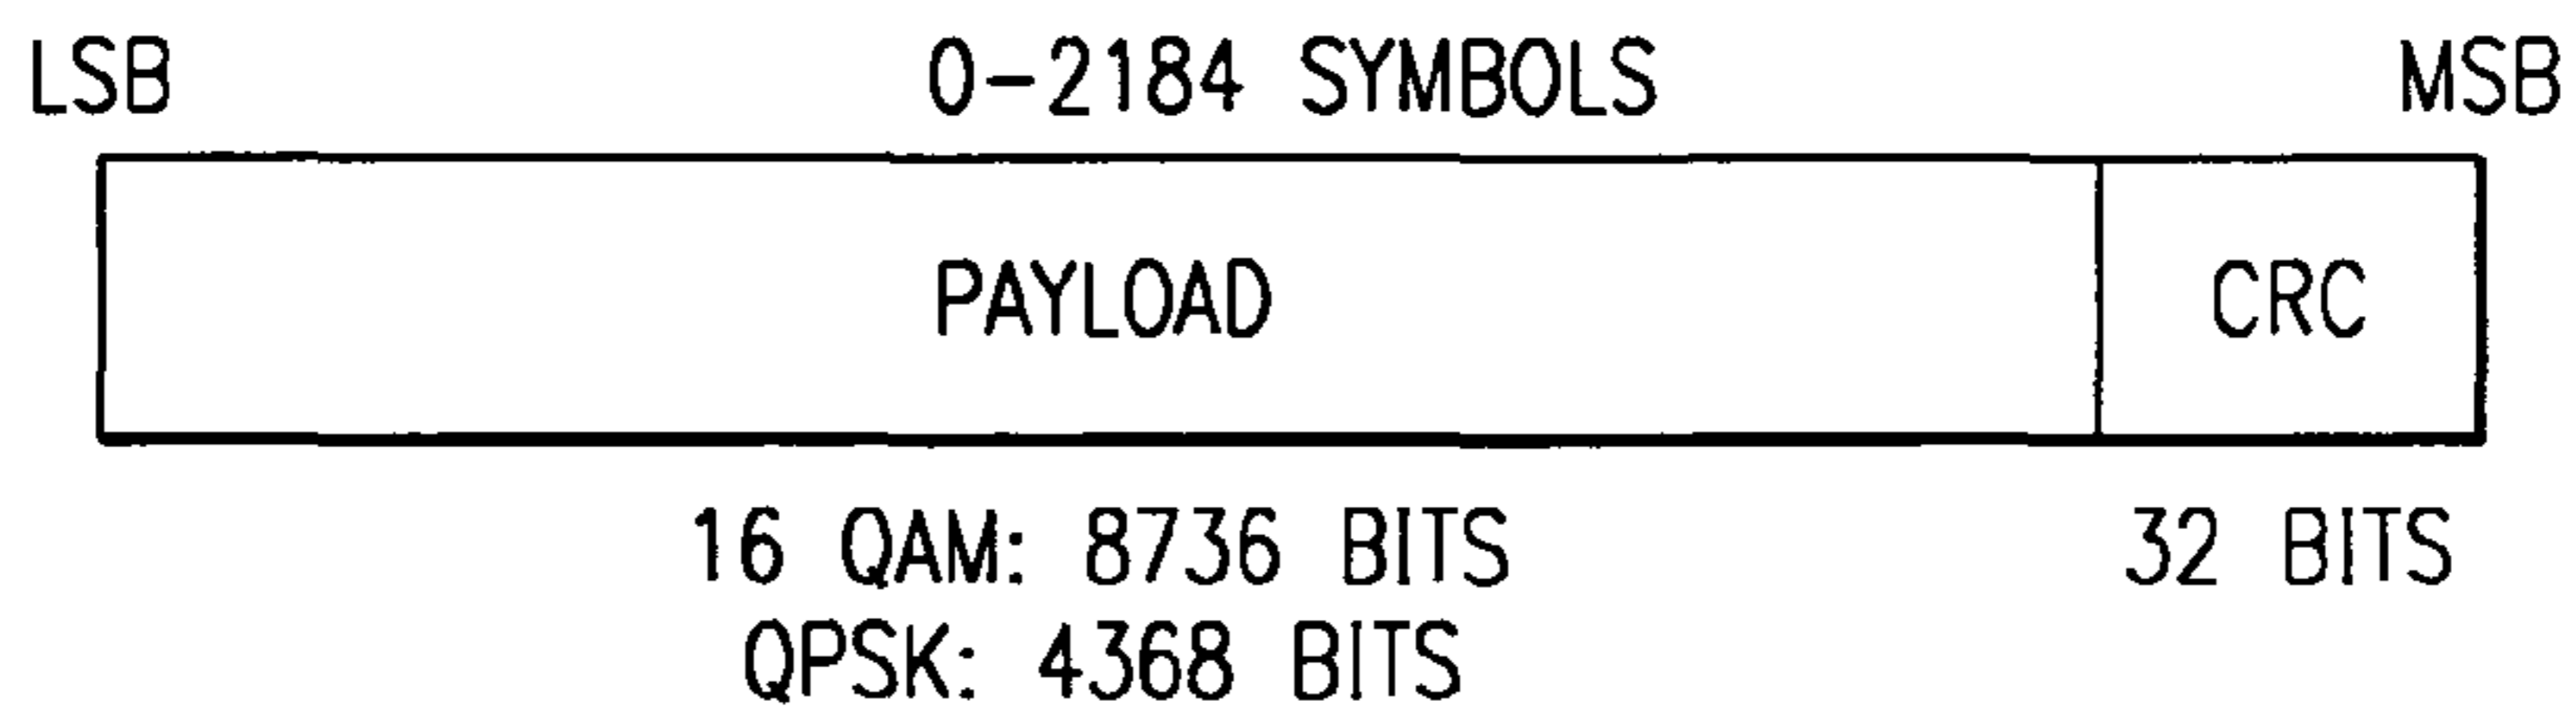 LSB 0-2184 SYMBOLS MSB
PAYLOAD CRC
16 QAM: 8736 BITS 32 BITS
QPSK: 4368 BITS